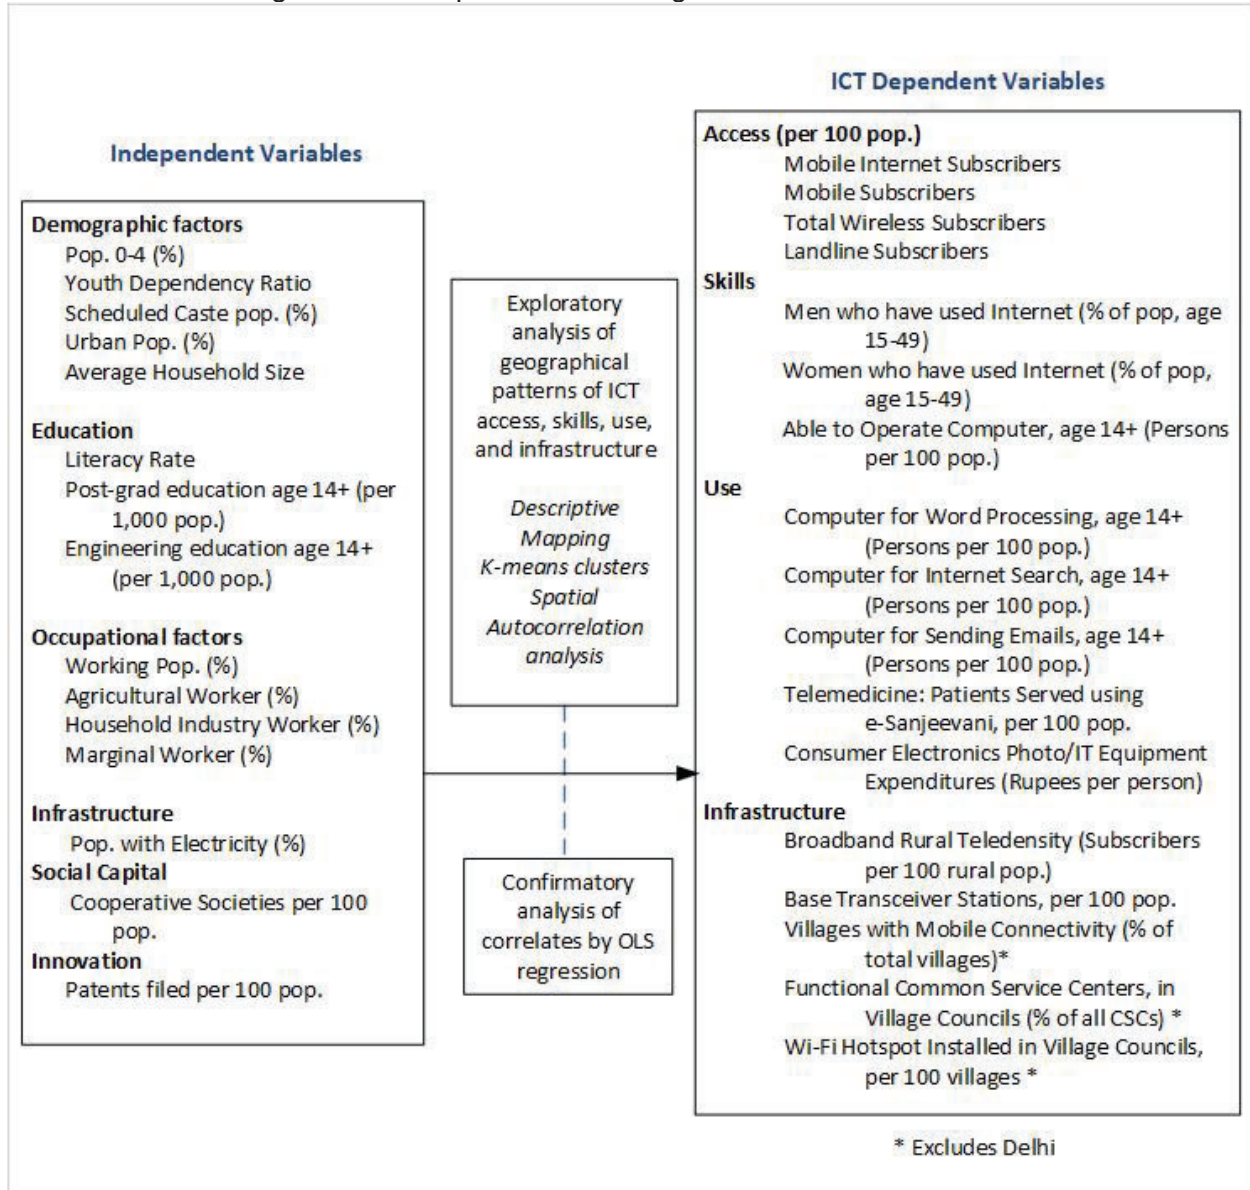 Independent Variables
Demographic factors
Pop. 0-4 (%)
Youth Dependency Ratio
Scheduled Caste pop. (%)
Urban Pop. (%)
Average Household Size
Education
Literacy Rate
Post-grad education age 14+ (per
1,000 pop.)
Engineering education age 14+
(per 1,000 pop.)
Occupational factors
Working Pop. (%)
Agricultural Worker (%)
Household Industry Worker (%)
Marginal Worker (%)
Infrastructure
Pop. with Electricity (%)
Social Capital
Cooperative Societies per 100
pop.
Innovation
Patents filed per 100 pop.
Exploratory
analysis of
geographical
patterns of ICT
access, skills, use,
and infrastructure
Descriptive
Mapping
K-means clusters
Spatial
Autocorrelation
analysis
Confirmatory
analysis of
correlates by OLS
regression
ICT Dependent Variables
Access (per 100 pop.)
Mobile Internet Subscribers
Mobile Subscribers
Total Wireless Subscribers
Landline Subscribers
Skills
Men who have used Internet (% of pop, age
15-49)
Women who have used Internet (% of pop,
age 15-49)
Able to Operate Computer, age 14+ (Persons
per 100 pop.)
Use
Computer for Word Processing, age 14+
(Persons per 100 pop.)
Computer for Internet Search, age 14+
(Persons per 100 pop.)
Computer for Sending Emails, age 14+
(Persons per 100 pop.)
Telemedicine: Patients Served using
e-Sanjeevani, per 100 pop.
Consumer Electronics Photo/IT Equipment
Expenditures (Rupees per person)
Infrastructure
Broadband Rural Teledensity (Subscribers
per 100 rural pop.)
Base Transceiver Stations, per 100 pop.
Villages with Mobile Connectivity (% of
total villages)*
Functional Common Service Centers, in
Village Councils (% of all CSCs) *
Wi-Fi Hotspot Installed in Village Councils,
per 100 villages *
* Excludes Delhi